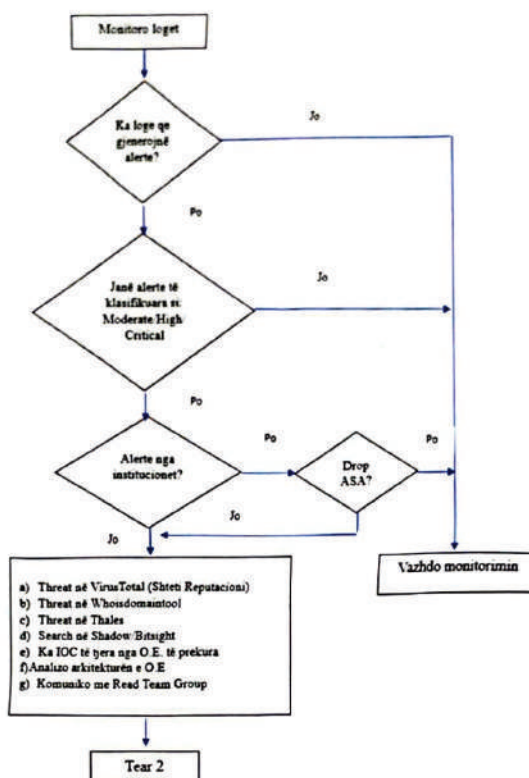 Monitoro loget
Ka loge qe
gjenerojnë
alerte?
Jo
Po
Janë alerte të
klasifikuara si:
Moderate/High/
Critical
Jo
Po
Alerte nga
institucionet?
Po
Drop
ASA?
Po
Jo
Jo
Vazhdo monitorimin
a) Threat në VirusTotal (Shteti Reputacioni)
b) Threat në Whoisdomaintool
c) Threat në Thales
d) Search në Shadow/Bitsight
e) Ka IOC të tjera nga O.E. të prekura
f)Analizo arkitekturën e O.E
g) Komuniko me Read Team Group
Tear 2